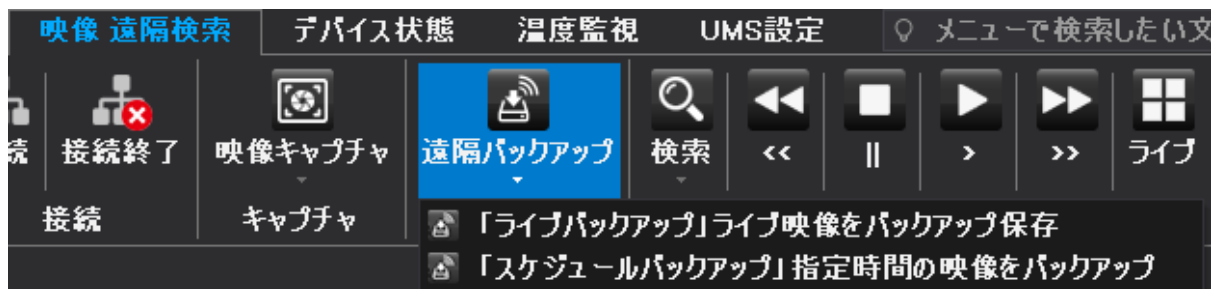 映像 遠隔検索 デバイス状態 温度監視 UMS設定 メニューで検索したい文
続 接続終了 映像キャプチャ 遠隔バックアップ 検索 << || > >> ライブ
接続 キャプチャ
「ライブバックアップ」ライブ映像をバックアップ保存
「スケジュールバックアップ」指定時間の映像をバックアップ